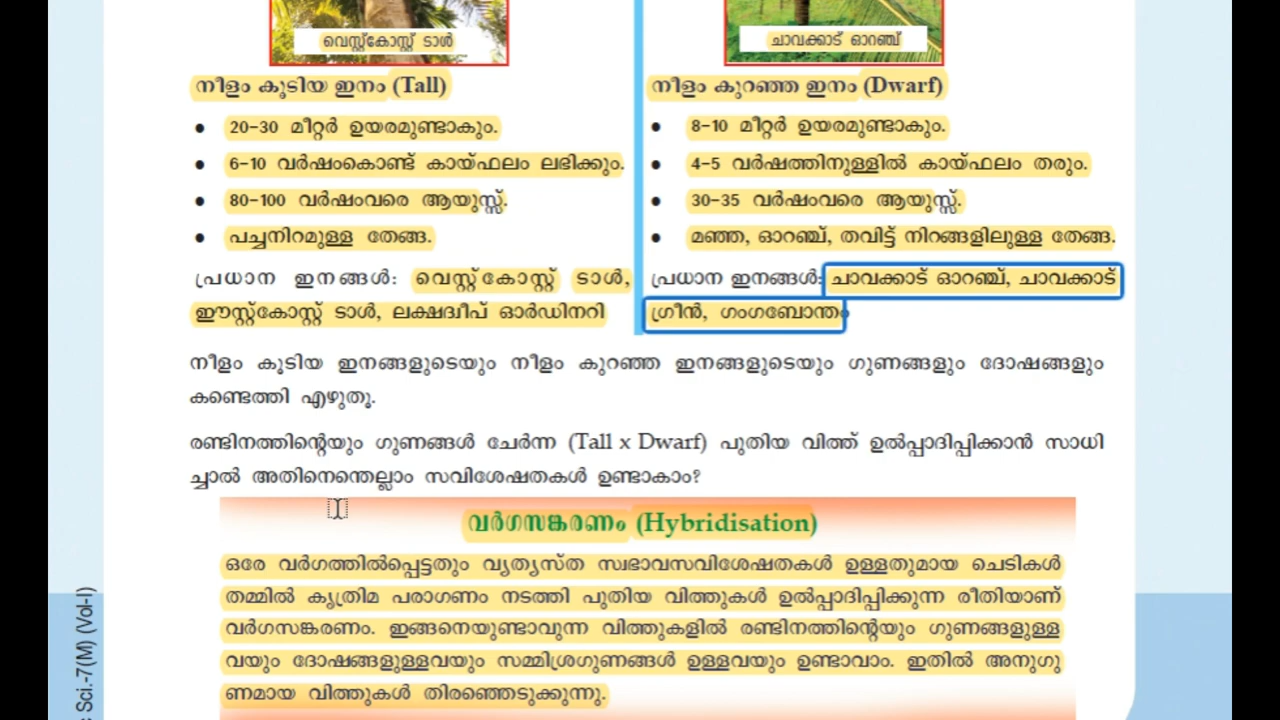 വെസ്റ്റ്കോസ്റ്റ് ടാൾ
നീളം കൂടിയ ഇനം (Tall)
• 20-30 മീറ്റർ ഉയരമുണ്ടാകും.
• 6-10 വർഷംകൊണ്ട് കായ്ഫലം ലഭിക്കും.
• 80-100 വർഷംവരെ ആയുസ്സ്.
• പച്ചനിറമുള്ള തേങ്ങ.
പ്രധാന ഇനങ്ങൾ: വെസ്റ്റ് കോസ്റ്റ് ടാൾ,
ഈസ്റ്റ്കോസ്റ്റ് ടാൾ, ലക്ഷദ്വീപ് ഓർഡിനറി
ചാവക്കാട് ഓറഞ്ച്
നീളം കുറഞ്ഞ ഇനം (Dwarf)
• 8-10 മീറ്റർ ഉയരമുണ്ടാകും.
• 4-5 വർഷത്തിനുള്ളിൽ കായ്ഫലം തരും.
• 30-35 വർഷംവരെ ആയുസ്സ്.
• മഞ്ഞ, ഓറഞ്ച്, തവിട്ട് നിറങ്ങളിലുള്ള തേങ്ങ.
പ്രധാന ഇനങ്ങൾ: ചാവക്കാട് ഓറഞ്ച്, ചാവക്കാട്
ഗ്രീൻ, ഗംഗബോന്തം
നീളം കൂടിയ ഇനങ്ങളുടെയും നീളം കുറഞ്ഞ ഇനങ്ങളുടെയും ഗുണങ്ങളും ദോഷങ്ങളും
കണ്ടെത്തി എഴുതൂ.
രണ്ടിനത്തിന്റെയും ഗുണങ്ങൾ ചേർന്ന (Tall x Dwarf) പുതിയ വിത്ത് ഉൽപ്പാദിപ്പിക്കാൻ സാധി
ച്ചാൽ അതിനെന്തെല്ലാം സവിശേഷതകൾ ഉണ്ടാകാം?
വർഗസങ്കരണം (Hybridisation)
ഒരേ വർഗത്തിൽപ്പെട്ടതും വ്യത്യസ്ത സ്വഭാവസവിശേഷതകൾ ഉള്ളതുമായ ചെടികൾ
തമ്മിൽ കൃത്രിമ പരാഗണം നടത്തി പുതിയ വിത്തുകൾ ഉൽപ്പാദിപ്പിക്കുന്ന രീതിയാണ്
വർഗസങ്കരണം. ഇങ്ങനെയുണ്ടാവുന്ന വിത്തുകളിൽ രണ്ടിനത്തിന്റെയും ഗുണങ്ങളുള്ള
വയും ദോഷങ്ങളുള്ളവയും സമ്മിശ്രഗുണങ്ങൾ ഉള്ളവയും ഉണ്ടാവാം. ഇതിൽ അനുഗു
ണമായ വിത്തുകൾ തിരഞ്ഞെടുക്കുന്നു.
Sci.-7(M) (Vol-I)